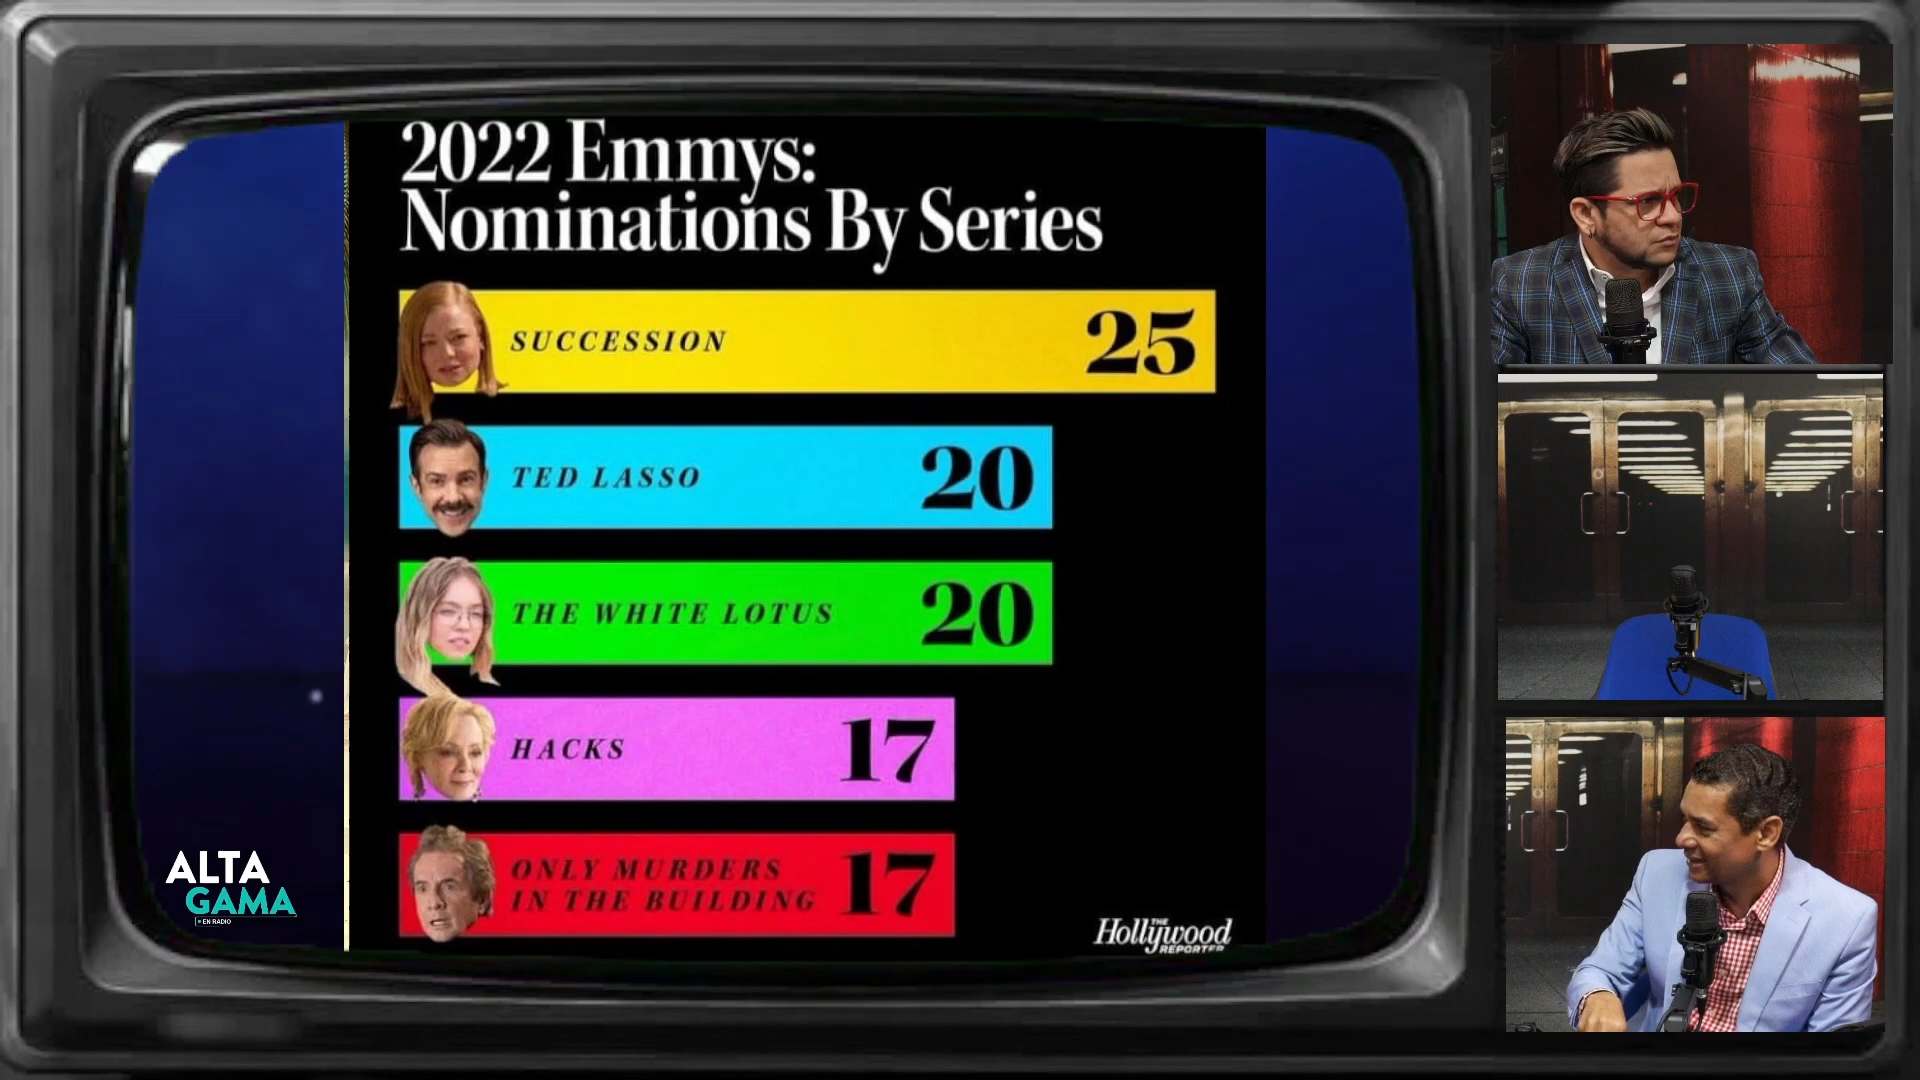 2022 Emmys:
Nominations By Series
SUCCESSION 25
TED LASSO 20
THE WHITE LOTUS 20
HACKS 17
ONLY MURDERS
IN THE BUILDING 17
THE
Hollywood
REPORTER
ALTA
GAMA
EN RADIO